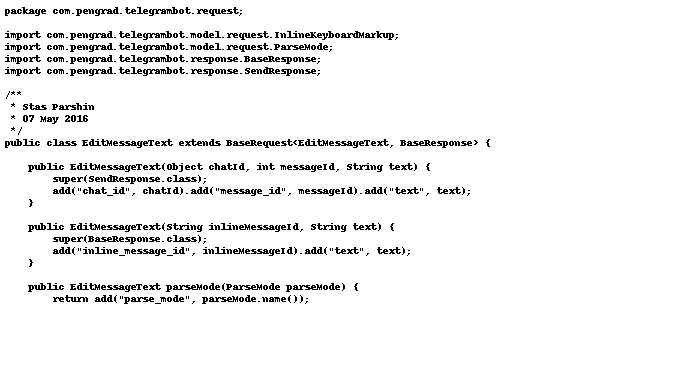 package com.pengrad.telegrambot.request;

import com.pengrad.telegrambot.model.request.InlineKeyboardMarkup;
import com.pengrad.telegrambot.model.request.ParseMode;
import com.pengrad.telegrambot.response.BaseResponse;
import com.pengrad.telegrambot.response.SendResponse;

/**
 * Stas Parshin
 * 07 May 2016
 */
public class EditMessageText extends BaseRequest<EditMessageText, BaseResponse> {

    public EditMessageText(Object chatId, int messageId, String text) {
        super(SendResponse.class);
        add("chat_id", chatId).add("message_id", messageId).add("text", text);
    }

    public EditMessageText(String inlineMessageId, String text) {
        super(BaseResponse.class);
        add("inline_message_id", inlineMessageId).add("text", text);
    }

    public EditMessageText parseMode(ParseMode parseMode) {
        return add("parse_mode", parseMode.name());